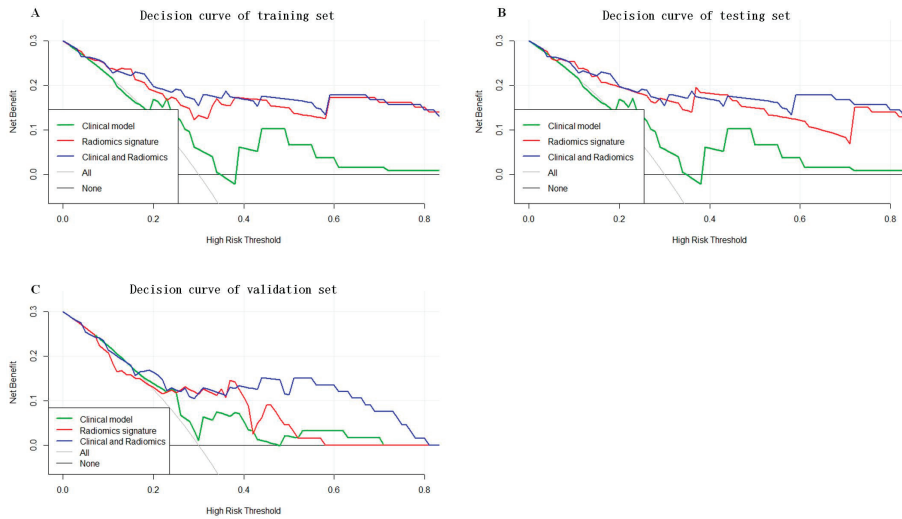 A
Decision curve of training set
Net Benefit
0.3
0.2
0.1
0.0
Clinical model
Radiomics signature
Clinical and Radiomics
All
None
0.0 0.2 0.4 0.6 0.8
High Risk Threshold
B
Decision curve of testing set
Net Benefit
0.3
0.2
0.1
0.0
Clinical model
Radiomics signature
Clinical and Radiomics
All
None
0.0 0.2 0.4 0.6 0.8
High Risk Threshold
C
Decision curve of validation set
Net Benefit
0.3
0.2
0.1
0.0
Clinical model
Radiomics signature
Clinical and Radiomics
All
None
0.0 0.2 0.4 0.6 0.8
High Risk Threshold